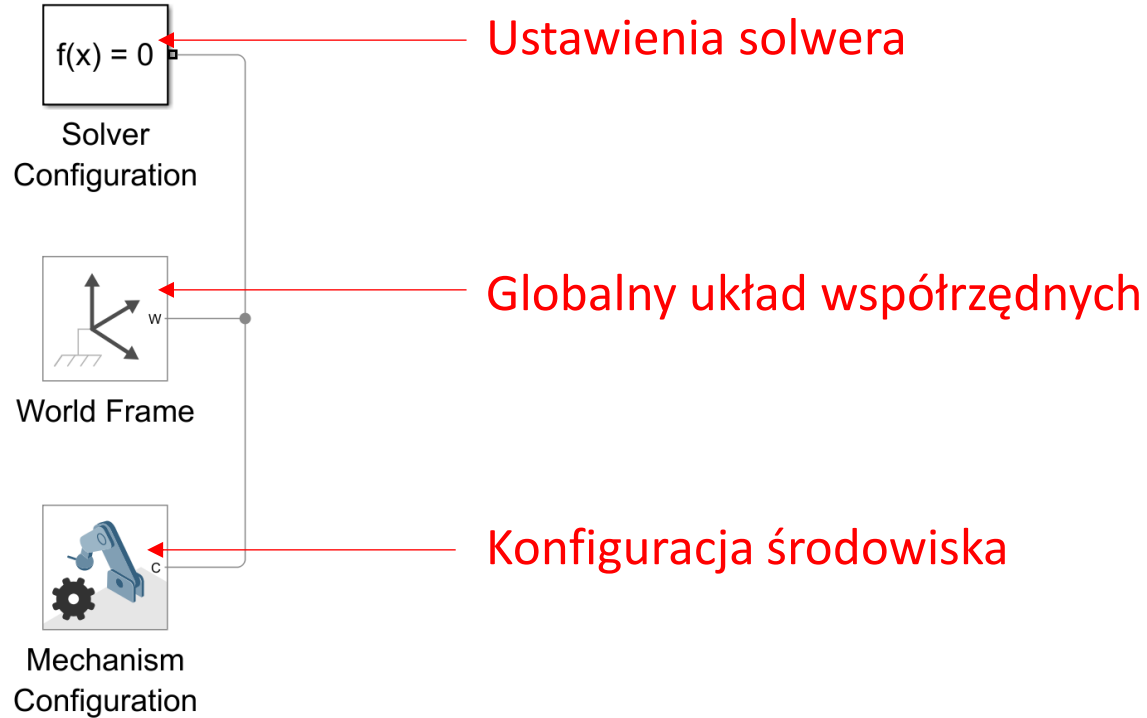 f(x) = 0
Ustawienia solwera
Solver
Configuration
Globalny układ współrzędnych
W
World Frame
Konfiguracja środowiska
C
Mechanism
Configuration